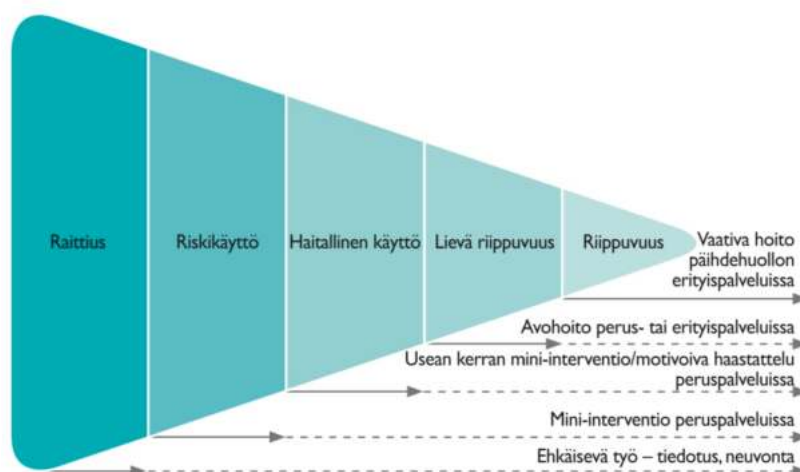 Raittius
Riskikäyttö
Haitallinen käyttö
Lievä riippuvuus
Riippuvuus
Vaativa hoito
päihdehuollon
erityispalveluissa
Avohoito perus- tai erityispalveluissa
Usean kerran mini-interventio/motivoiva haastattelu
peruspalveluissa
Mini-interventio peruspalveluissa
Ehkäisevä työ – tiedotus, neuvonta